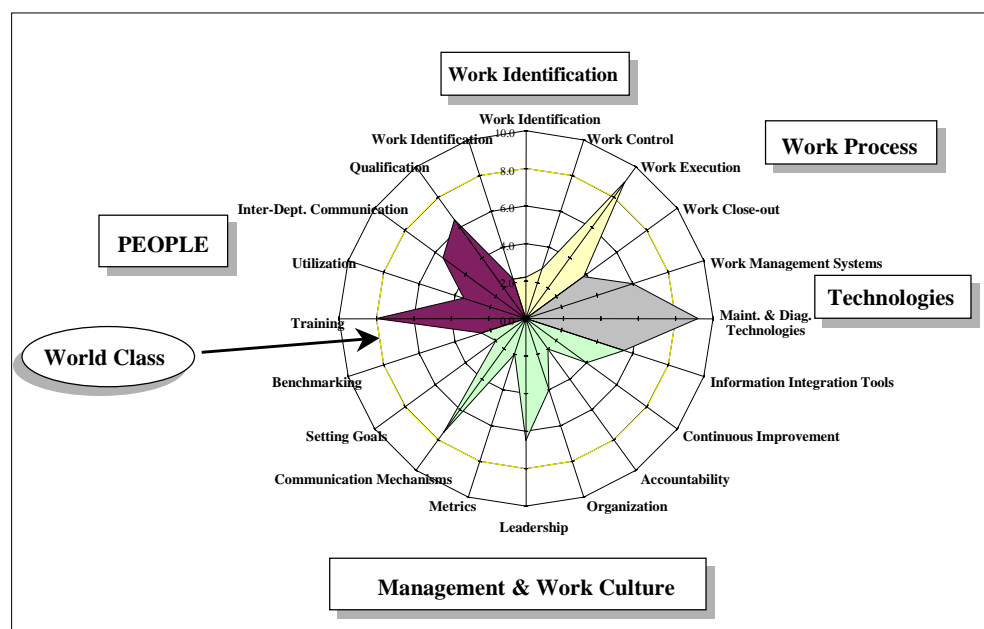 Work Identification
Work Identification
10.0
Work Identification
Work Control
Work Process
Qualification
8.0
Work Execution
Inter-Dept. Communication
6.0
Work Close-out
PEOPLE
4.0
Utilization
Work Management Systems
2.0
Technologies
Training
0.0
Maint. & Diag.
Technologies
World Class
Benchmarking
Information Integration Tools
Setting Goals
Continuous Improvement
Communication Mechanisms
Accountability
Metrics
Organization
Leadership
Management & Work Culture